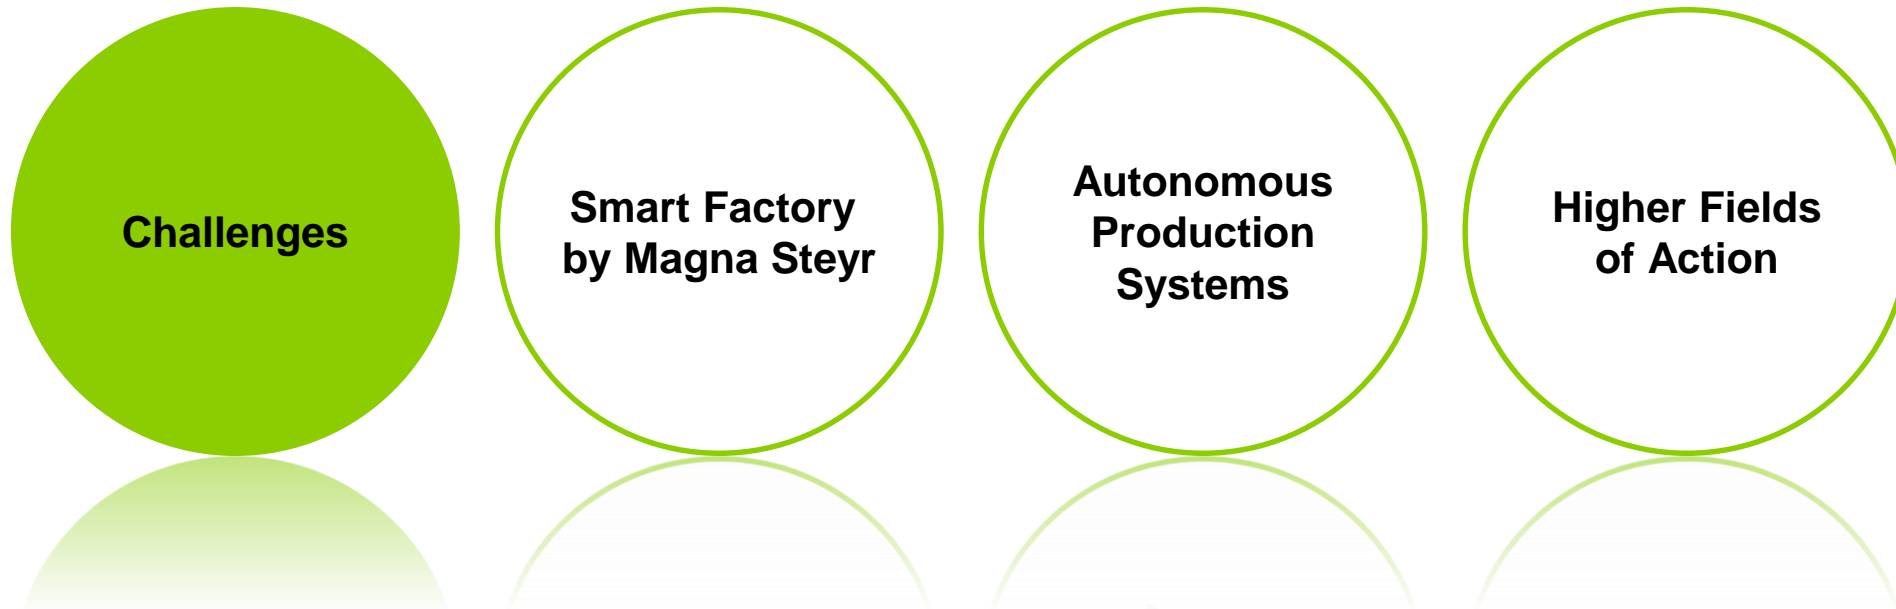 Challenges
Smart Factory
by Magna Steyr
Autonomous
Production
Systems
Higher Fields
of Action